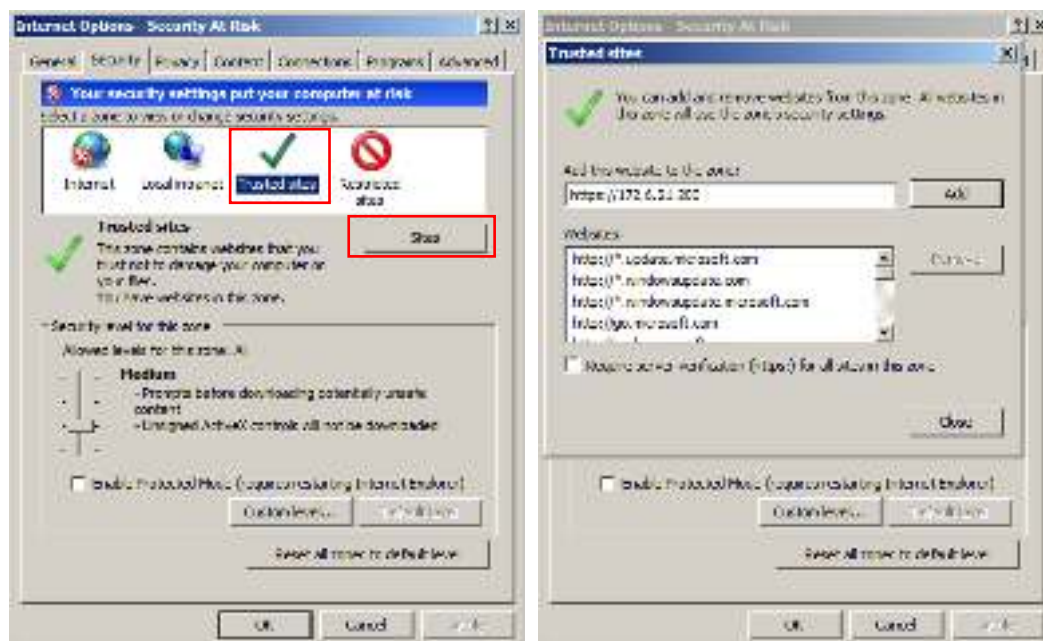 Internet Options - Security At Risk
General Security Privacy Content Connections Programs Advanced
Your security settings put your computer at risk
Select a zone to view or change security settings.
Internet Local intranet Trusted sites Restricted
sites
Trusted sites
Sites
This zone contains websites that you
trust not to damage your computer or
your files.
You have websites in this zone.
Security level for this zone
Allowed levels for this zone: All
Medium
- Prompts before downloading potentially unsafe
content
- Unsigned ActiveX controls will not be downloaded
Enable Protected Mode (requires restarting Internet Explorer)
Custom level... Default level
Reset all zones to default level
OK Cancel Apply
Internet Options - Security At Risk
Trusted sites
You can add and remove websites from this zone. All websites in
this zone will use the zone's security settings.
Add this website to the zone:
Add
Websites:
http://*.update.microsoft.com
Remove
http://*.windowsupdate.com
http://*.windowsupdate.microsoft.com
http://go.microsoft.com
Require server verification (https:) for all sites in this zone
Close
Enable Protected Mode (requires restarting Internet Explorer)
Custom level... Default level
Reset all zones to default level
OK Cancel Apply